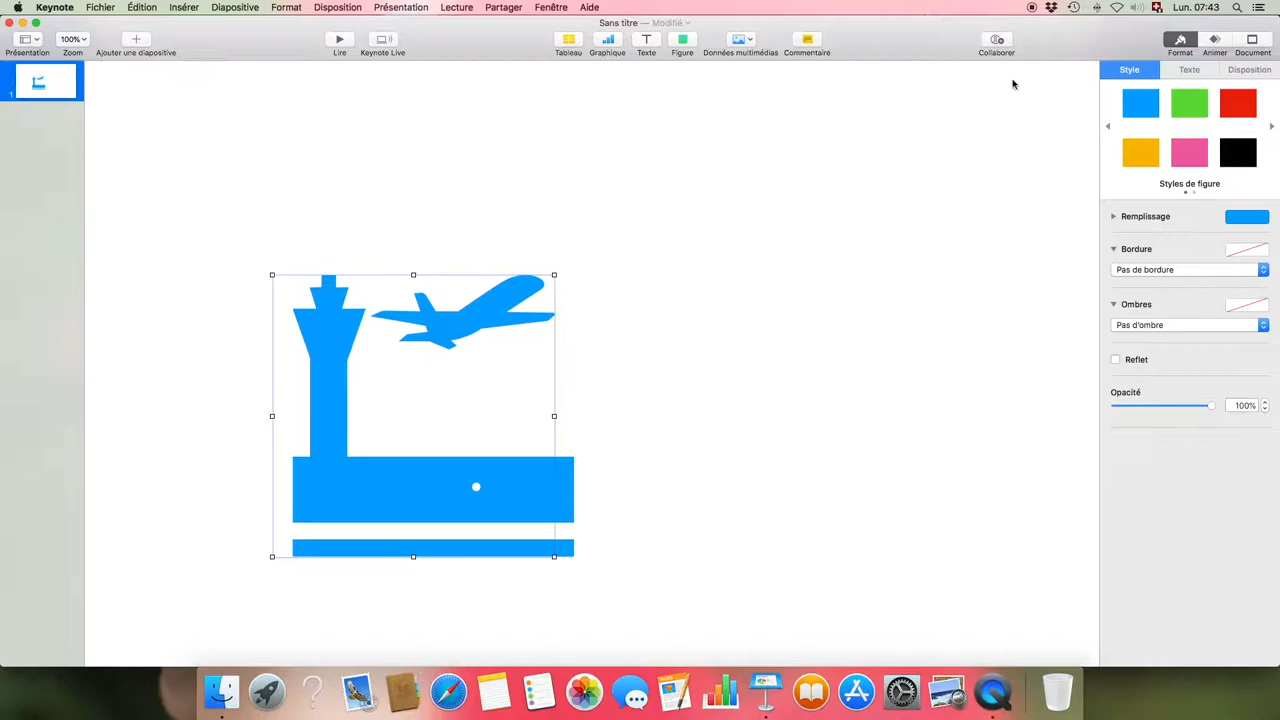 Keynote Fichier Édition Insérer Diapositive Format Disposition Présentation Lecture Partager Fenêtre Aide Lun. 07:43
Sans titre — Modifié
100%
Présentation Zoom Ajouter une diapositive Lire Keynote Live Tableau Graphique Texte Figure Données multimédias Commentaire Collaborer Format Animer Document
Style Texte Disposition
1
Styles de figure
Remplissage
Bordure
Pas de bordure
Ombres
Pas d'ombre
Reflet
Opacité
100%